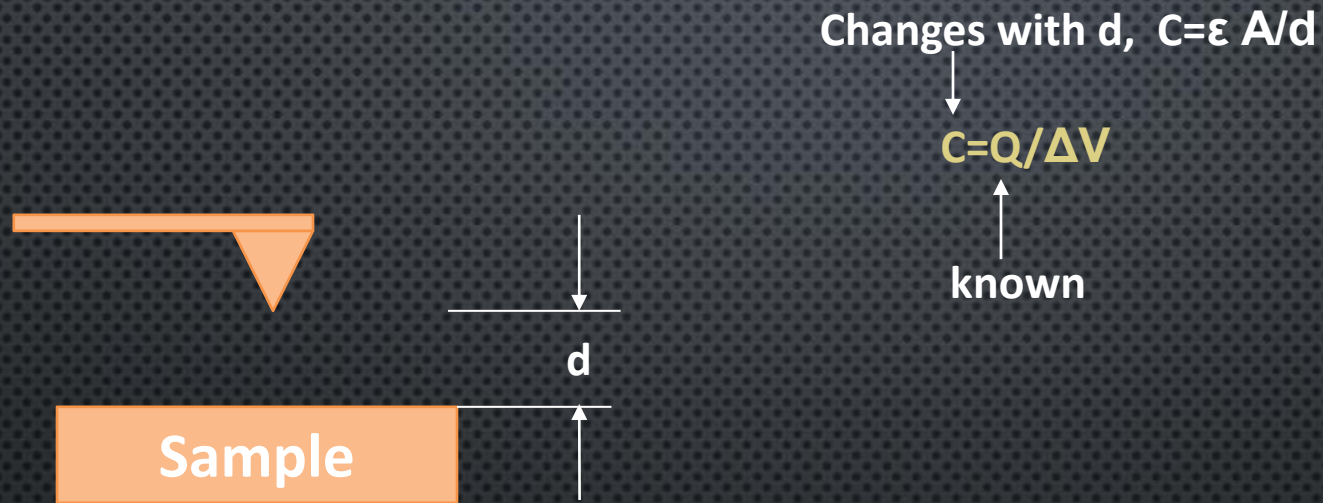 Changes with d, C=ε A/d
C=Q/ΔV
known
d
Sample